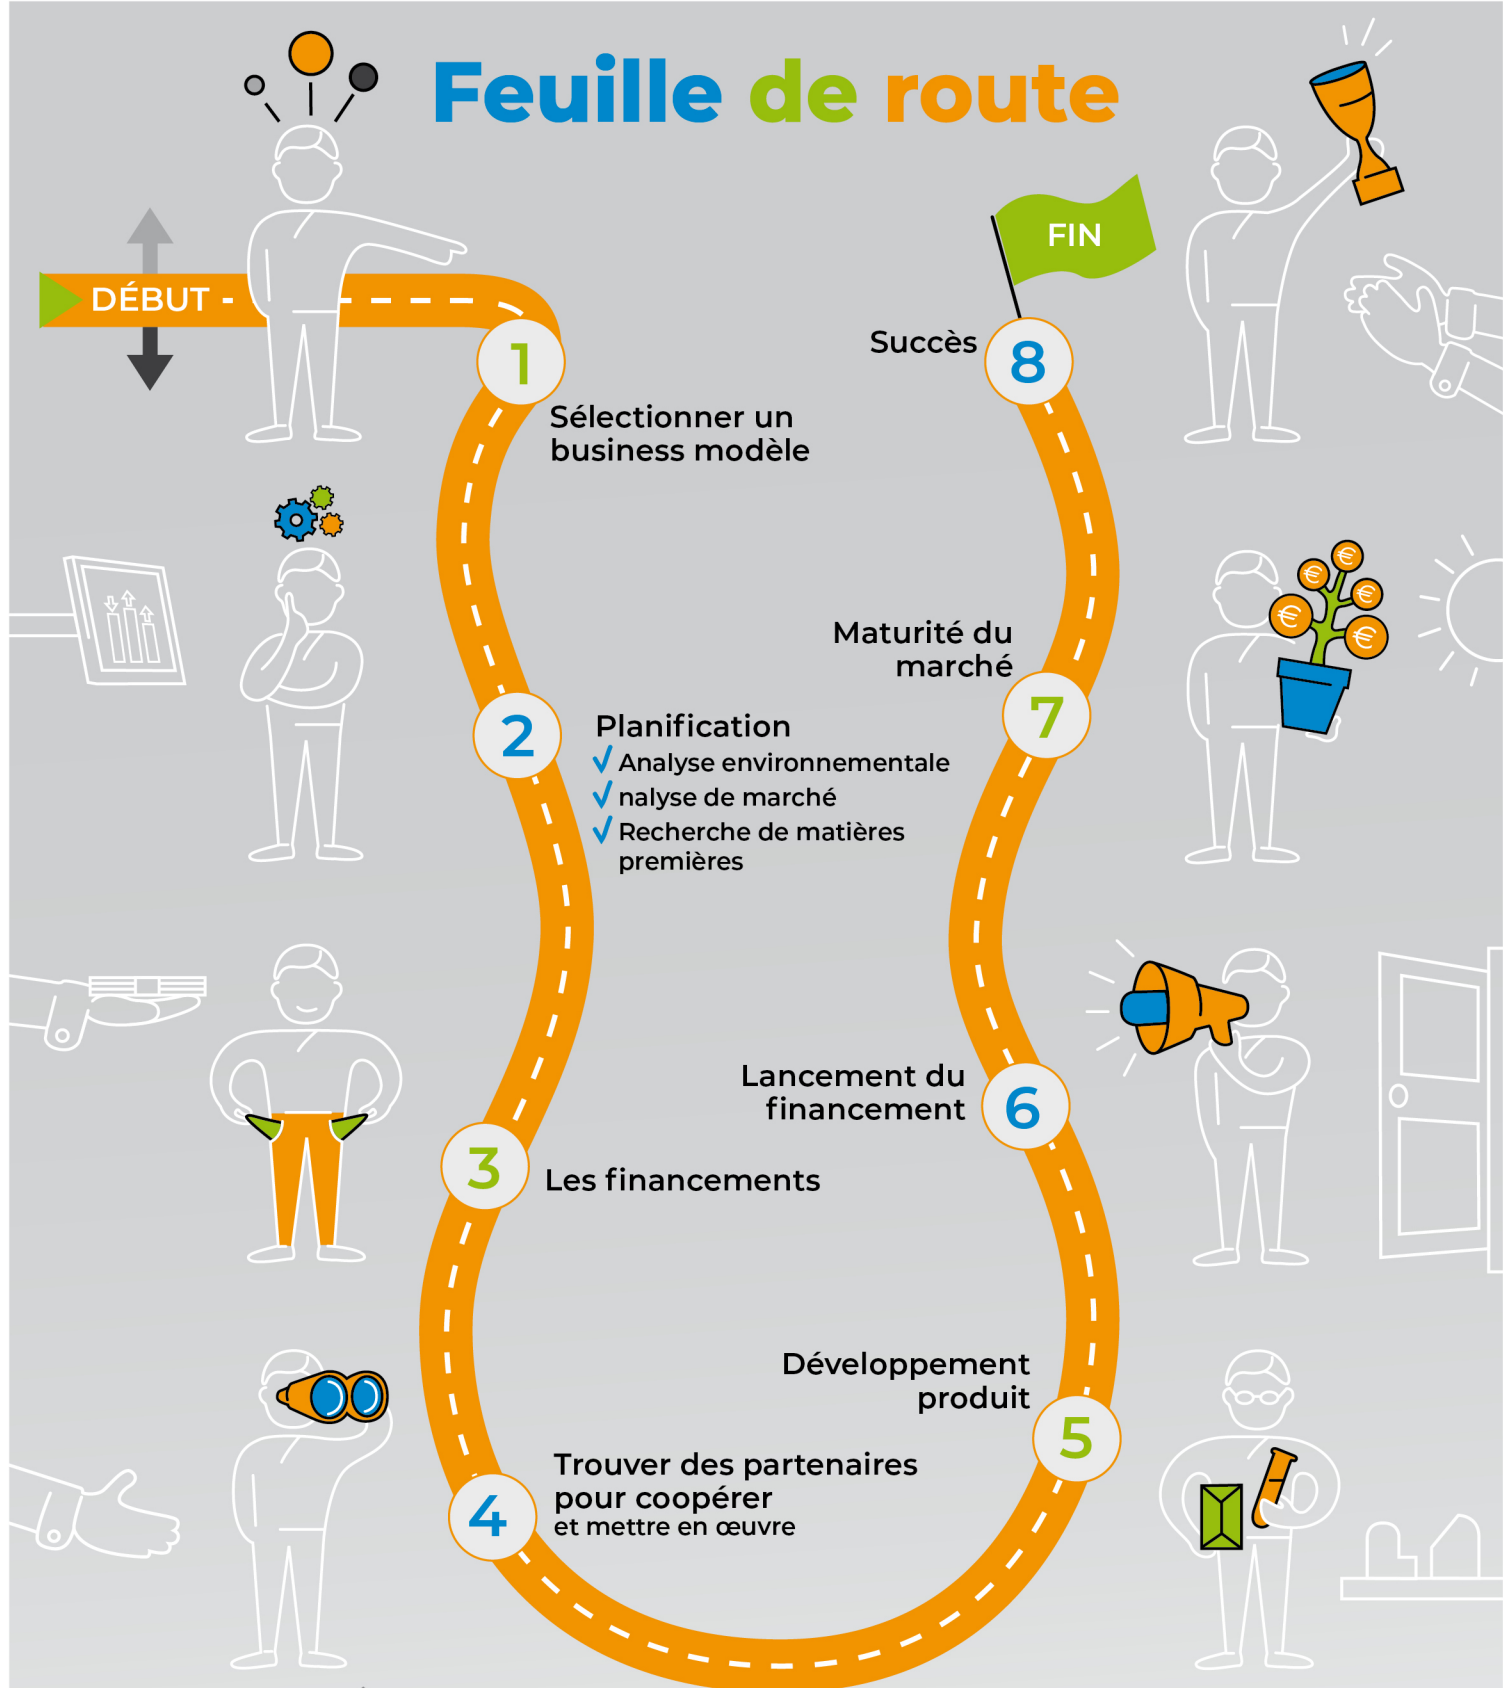 Feuille de route
DÉBUT
1
Sélectionner un
business modèle
2
Planification
Analyse environnementale
nalyse de marché
Recherche de matières
premières
3
Les financements
4
Trouver des partenaires
pour coopérer
et mettre en œuvre
5
Développement
produit
6
Lancement du
financement
7
Maturité du
marché
€
€
€
€
€
8
Succès
FIN